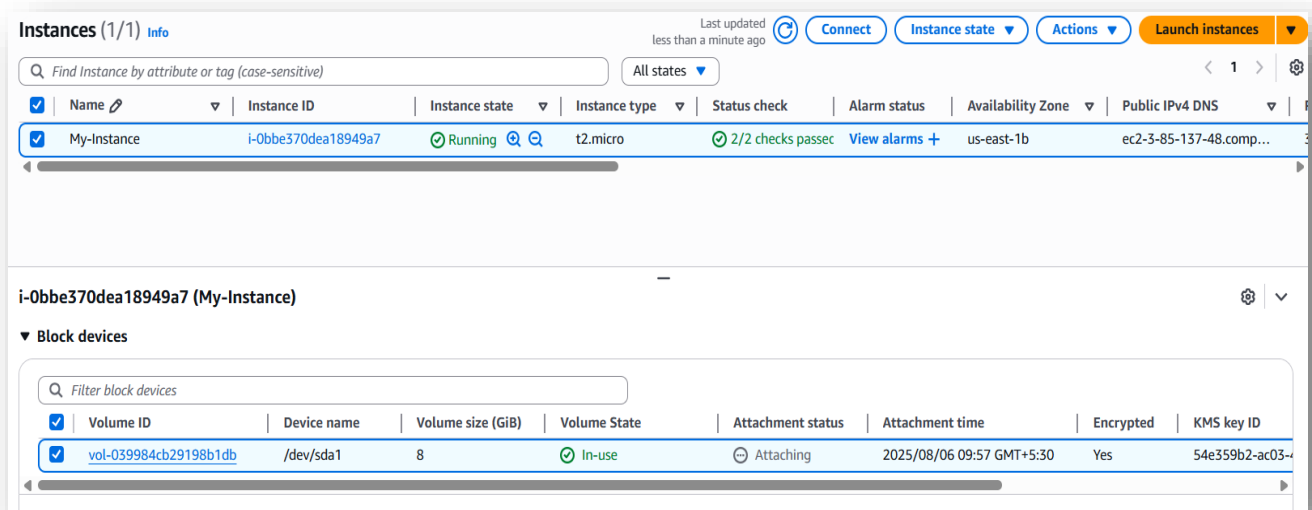 Instances (1/1) Info
Last updated
less than a minute ago
Connect
Instance state
Actions
Launch instances
Find Instance by attribute or tag (case-sensitive)
All states
1
Name Instance ID Instance state Instance type Status check Alarm status Availability Zone Public IPv4 DNS
My-Instance i-0bbe370dea18949a7 Running t2.micro 2/2 checks passec View alarms + us-east-1b ec2-3-85-137-48.comp...
i-0bbe370dea18949a7 (My-Instance)
Block devices
Filter block devices
Volume ID Device name Volume size (GiB) Volume State Attachment status Attachment time Encrypted KMS key ID
vol-039984cb29198b1db /dev/sda1 8 In-use Attaching 2025/08/06 09:57 GMT+5:30 Yes 54e359b2-ac03-